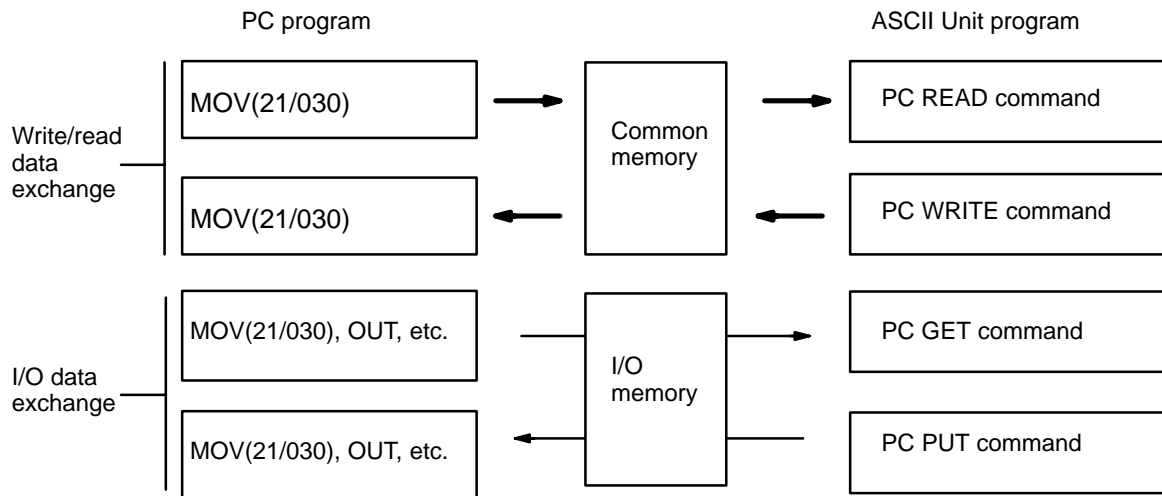 PC program
ASCII Unit program
Write/read
data
exchange
MOV(21/030)
MOV(21/030)
Common
memory
PC READ command
PC WRITE command
I/O data
exchange
MOV(21/030), OUT, etc.
MOV(21/030), OUT, etc.
I/O
memory
PC GET command
PC PUT command